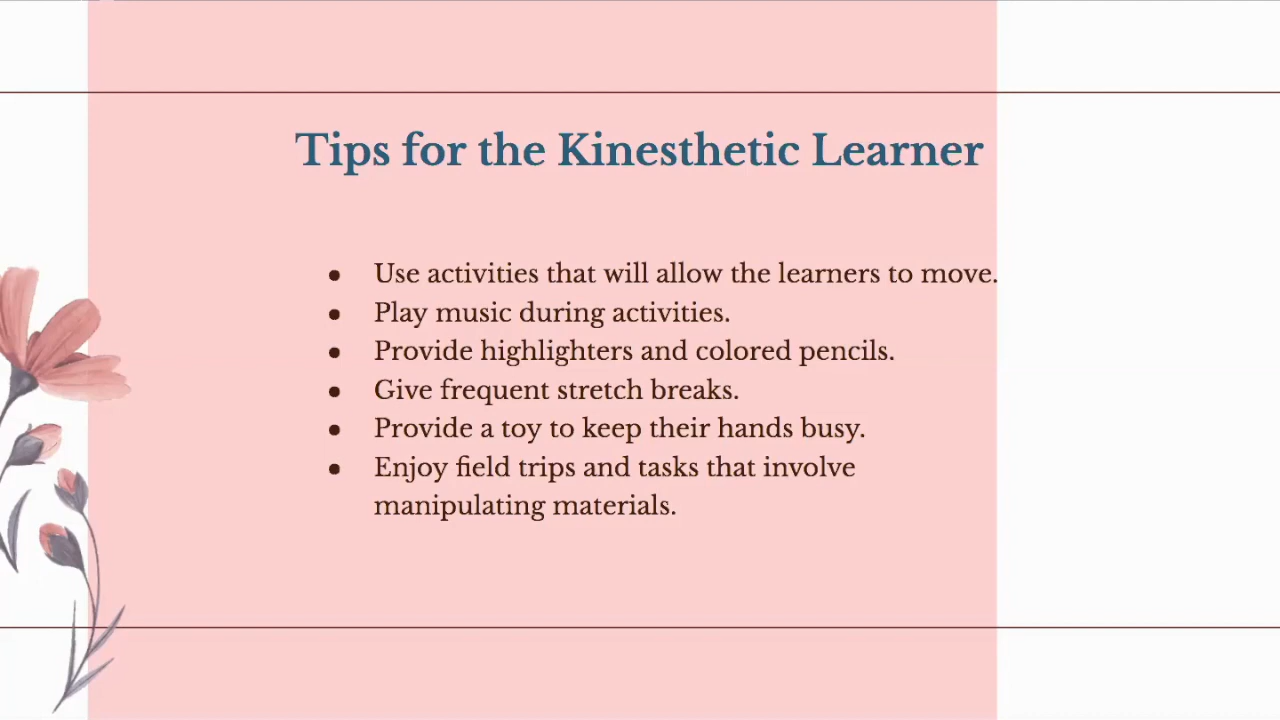 Tips for the Kinesthetic Learner
● Use activities that will allow the learners to move.
● Play music during activities.
● Provide highlighters and colored pencils.
● Give frequent stretch breaks.
● Provide a toy to keep their hands busy.
● Enjoy field trips and tasks that involve
manipulating materials.